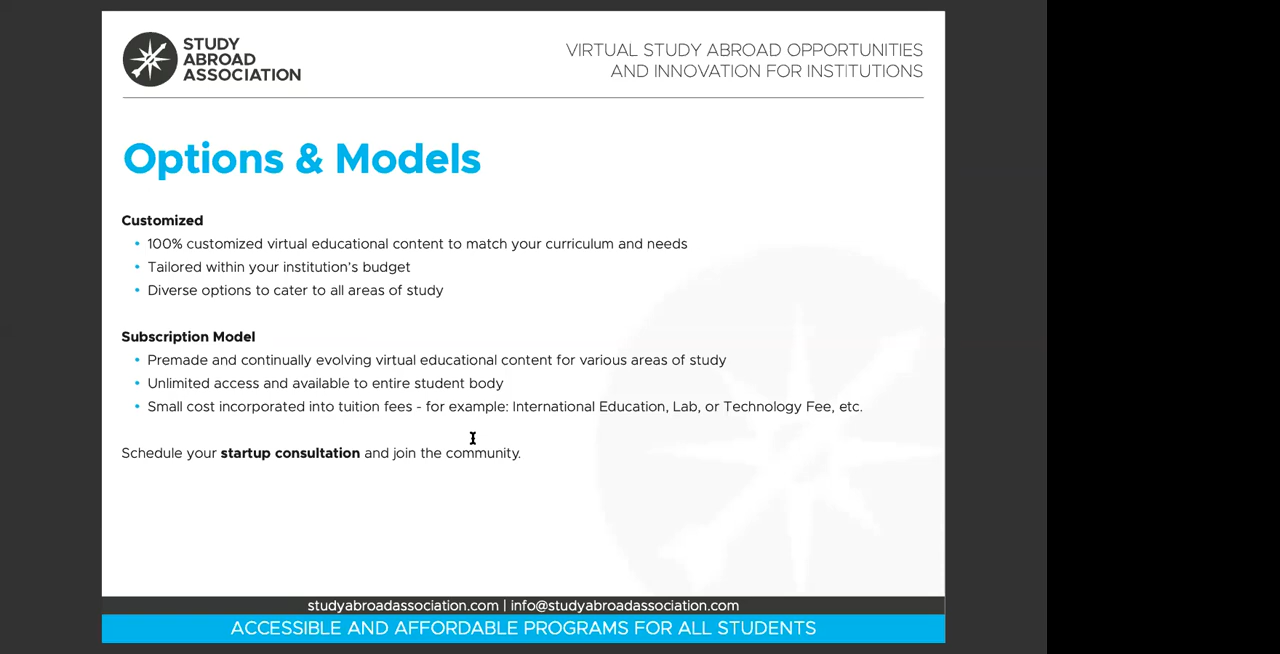 STUDY
ABROAD
ASSOCIATION
VIRTUAL STUDY ABROAD OPPORTUNITIES
AND INNOVATION FOR INSTITUTIONS
Options & Models
Customized
• 100% customized virtual educational content to match your curriculum and needs
• Tailored within your institution's budget
• Diverse options to cater to all areas of study
Subscription Model
• Premade and continually evolving virtual educational content for various areas of study
• Unlimited access and available to entire student body
• Small cost incorporated into tuition fees - for example: International Education, Lab, or Technology Fee, etc.
Schedule your startup consultation and join the community.
studyabroadassociation.com | info@studyabroadassociation.com
ACCESSIBLE AND AFFORDABLE PROGRAMS FOR ALL STUDENTS